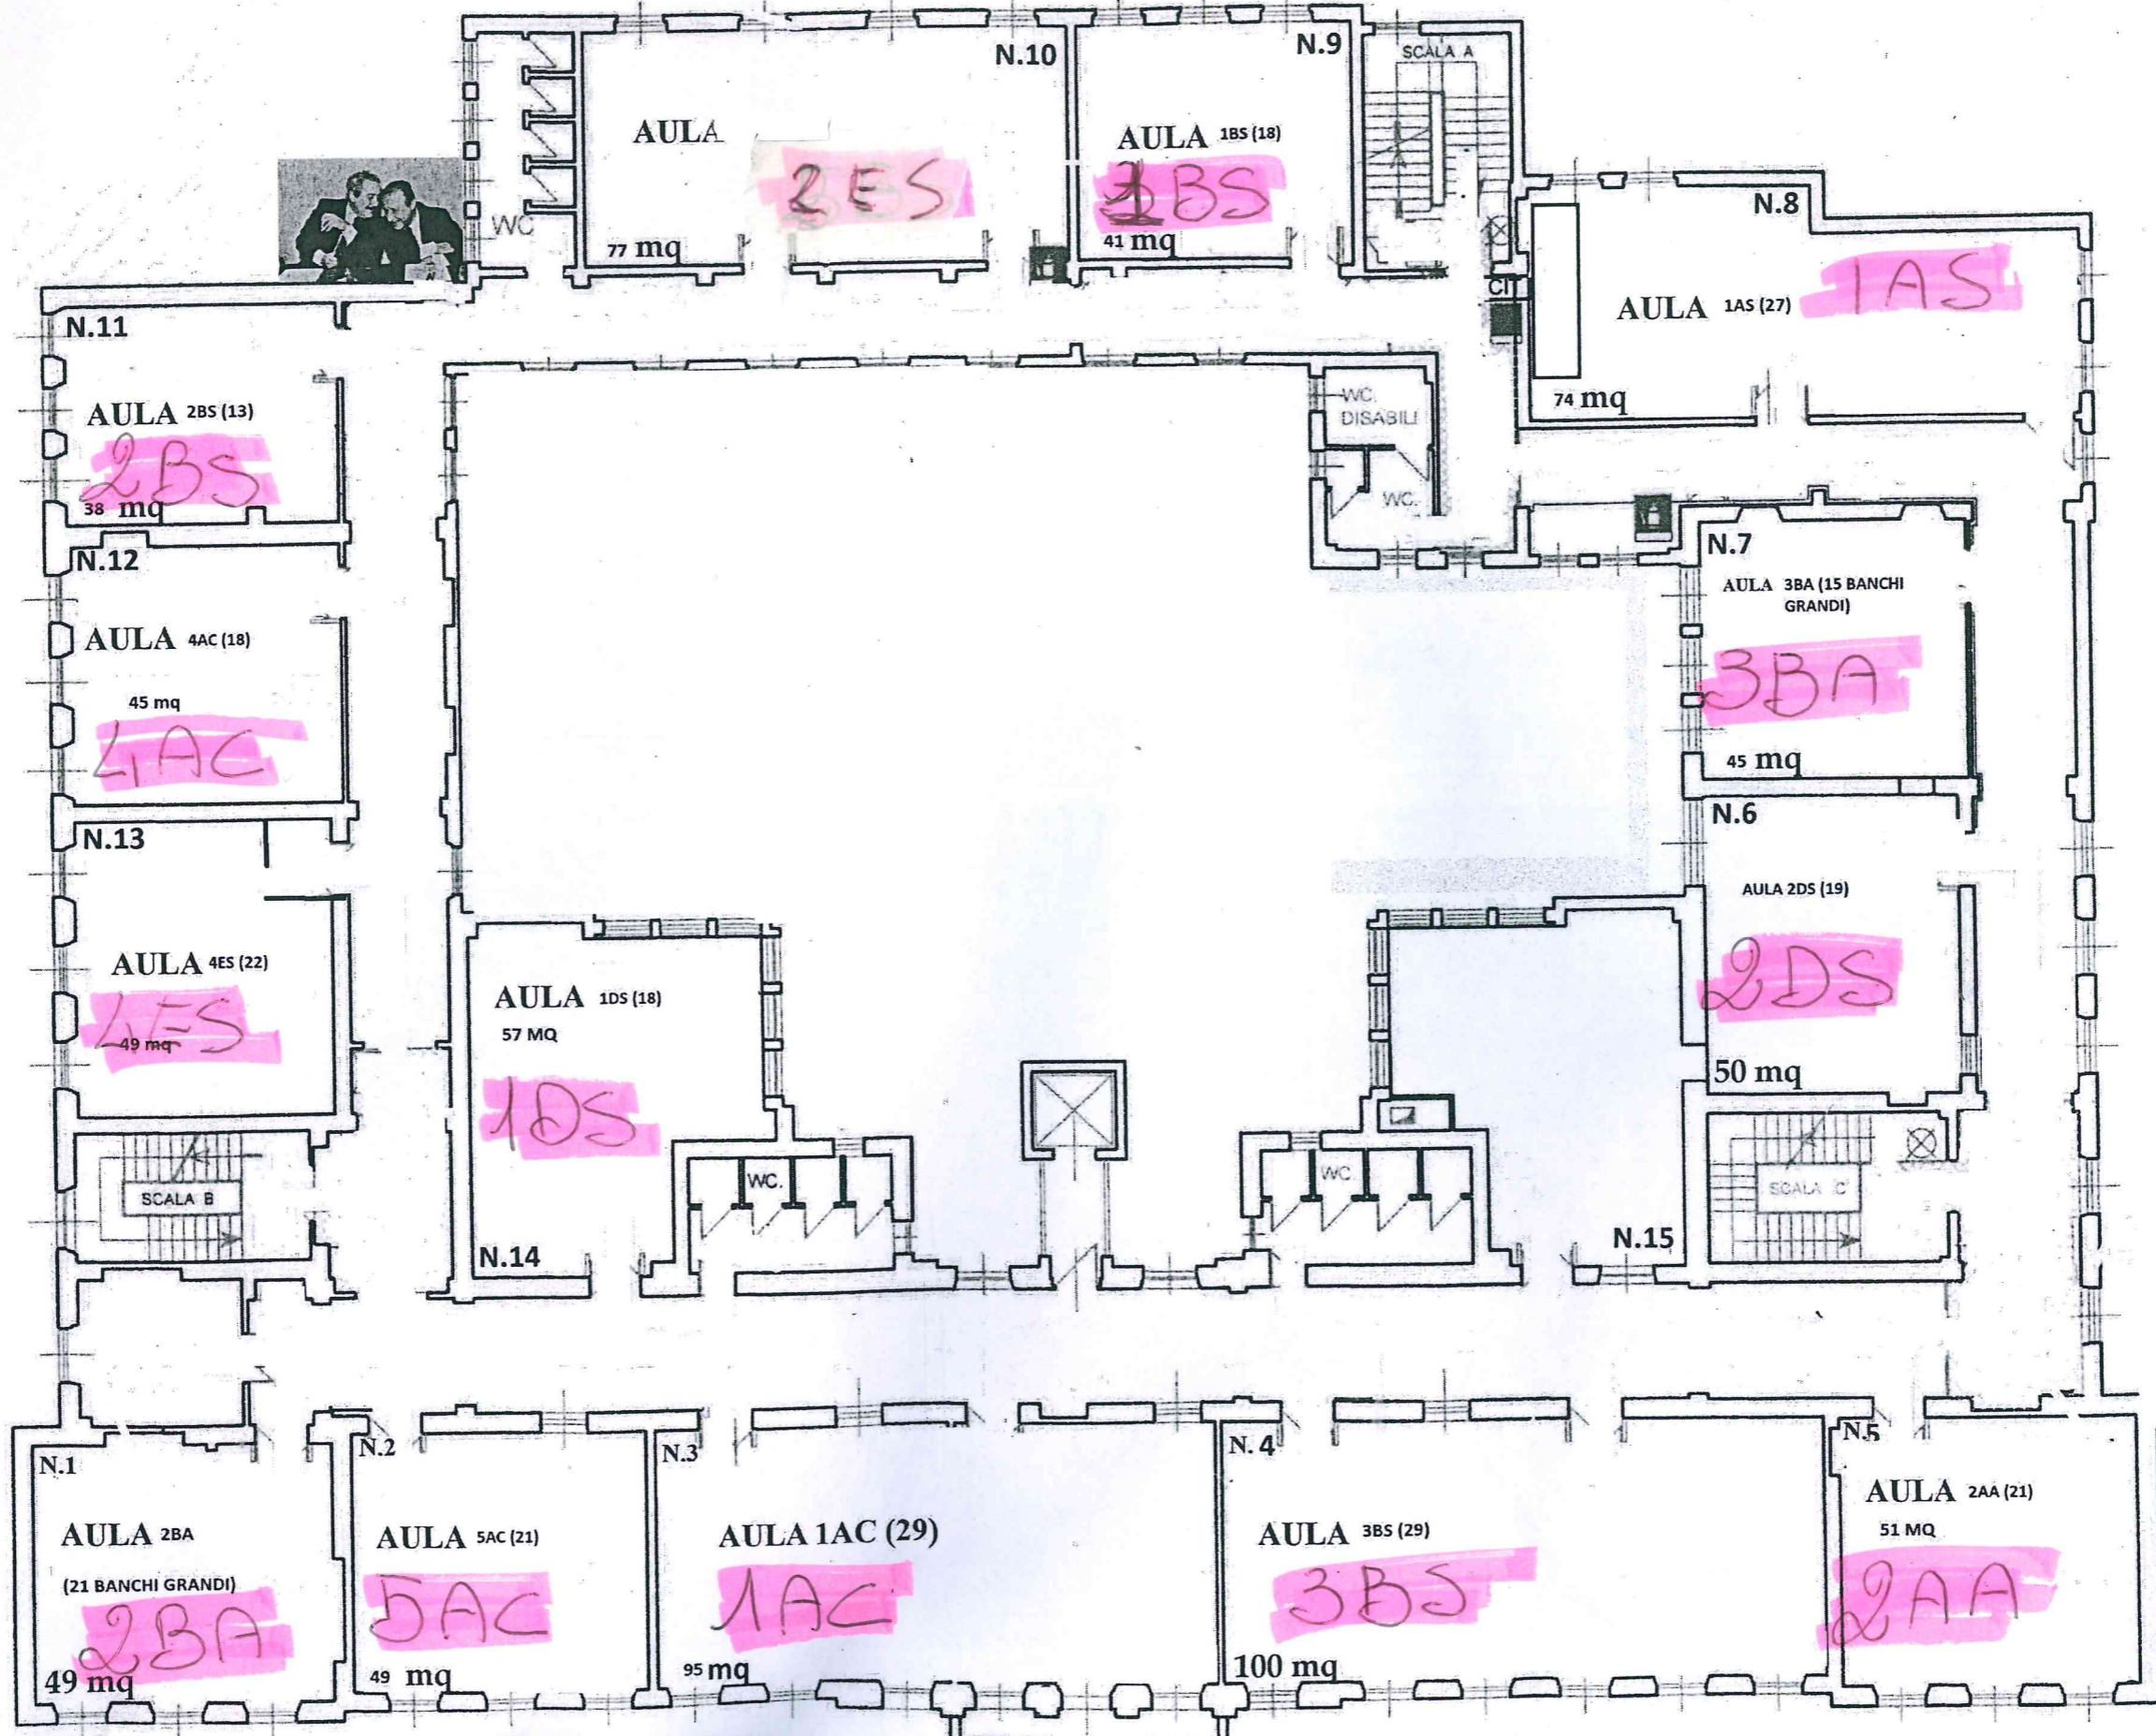 N.10
AULA
2ES
77 mq
WC
N.9
AULA 1BS (18)
1BS
41 mq
SCALA A
N.8
AULA 1AS (27)
1AS
74 mq
N.11
AULA 2BS (13)
2BS
38 mq
WC.
DISABILI
WC.
N.12
AULA 4AC (18)
45 mq
4AC
N.7
AULA 3BA (15 BANCHI
GRANDI)
3BA
45 mq
N.13
AULA 4ES (22)
4ES
49 mq
N.6
AULA 2DS (19)
2DS
50 mq
AULA 1DS (18)
57 MQ
1DS
N.14
WC.
WC.
N.15
SCALA B
SCALA C
N.1
AULA 2BA
(21 BANCHI GRANDI)
2BA
49 mq
N.2
AULA 5AC (21)
5AC
49 mq
N.3
AULA 1AC (29)
1AC
95 mq
N. 4
AULA 3BS (29)
3BS
100 mq
N.5
AULA 2AA (21)
51 MQ
2AA